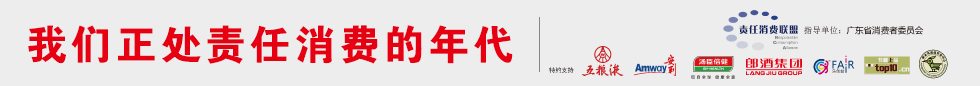 我们正处责任消费的年代
责任消费联盟
Responsible
Consumption
Alliance
指导单位：广东省消费者委员会
特约支持
五粮液
Amway 安利
汤臣倍健
BY-HEALTH
郎酒集团
LANGJIU GROUP
FAIR
top10.cn